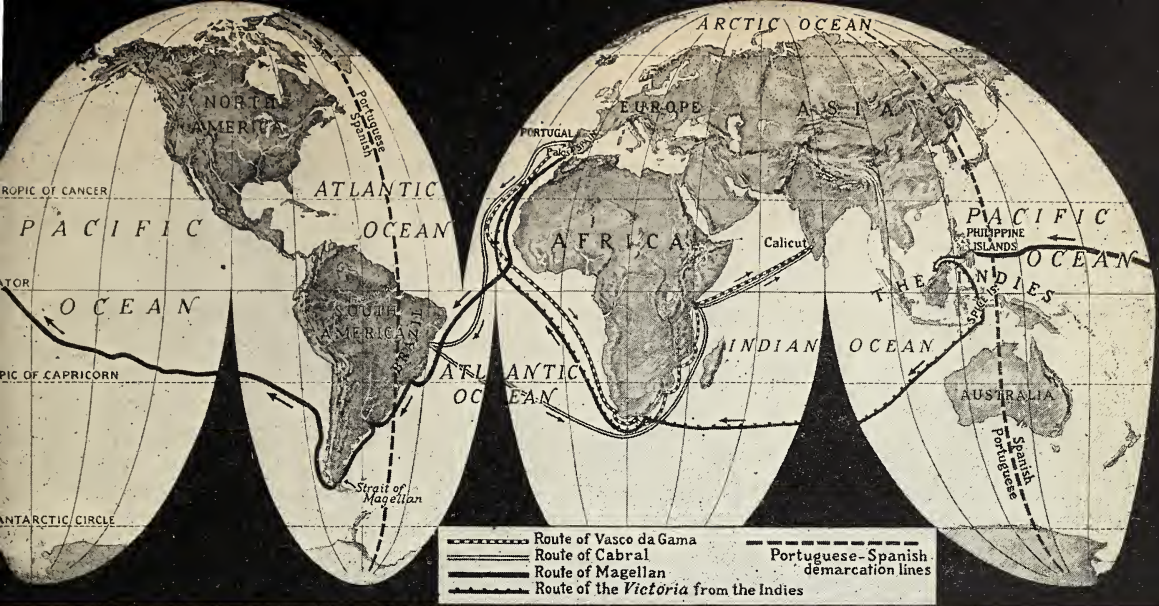 ARCTIC OCEAN
NORTH
AMERICA
Portuguese
Spanish
EUROPE
ASIA
PORTUGAL
Palos
SPAIN
TROPIC OF CANCER
ATLANTIC
OCEAN
PACIFIC
OCEAN
AFRICA
Calicut
PACIFIC
PHILIPPINE
ISLANDS
OCEAN
THE INDIES
SPICE IS.
SOUTH
AMERICA
BRAZIL
INDIAN OCEAN
PIC OF CAPRICORN
ATLANTIC
OCEAN
AUSTRALIA
Spanish
Portuguese
Strait of
Magellan
ANTARCTIC CIRCLE
Route of Vasco da Gama
Route of Cabral
Route of Magellan
Route of the Victoria from the Indies
Portuguese-Spanish
demarcation lines